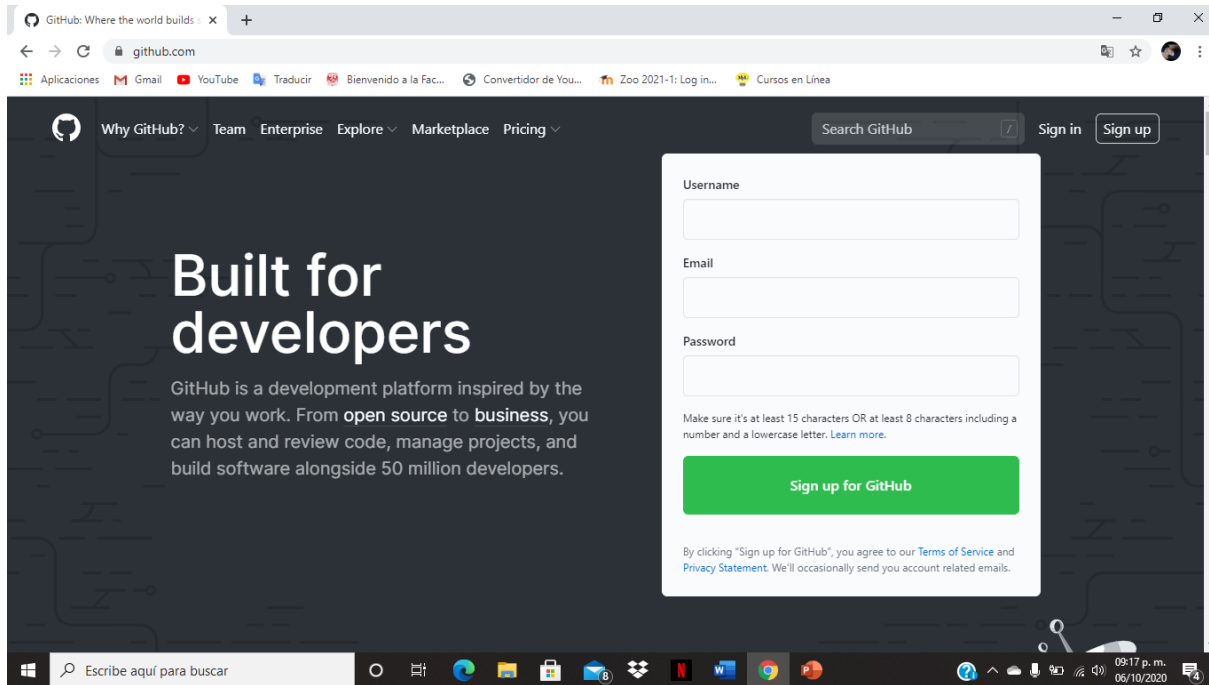 GitHub: Where the world builds s
github.com
Aplicaciones Gmail YouTube Traducir Bienvenido a la Fac... Convertidor de You... Zoo 2021-1: Log in... Cursos en Línea
Why GitHub? Team Enterprise Explore Marketplace Pricing Search GitHub / Sign in Sign up
Built for
developers
GitHub is a development platform inspired by the
way you work. From open source to business, you
can host and review code, manage projects, and
build software alongside 50 million developers.
Username
Email
Password
Make sure it's at least 15 characters OR at least 8 characters including a
number and a lowercase letter. Learn more.
Sign up for GitHub
By clicking “Sign up for GitHub”, you agree to our Terms of Service and
Privacy Statement. We'll occasionally send you account related emails.
Escribe aquí para buscar
8
N
W
P
09:17 p. m.
06/10/2020
4